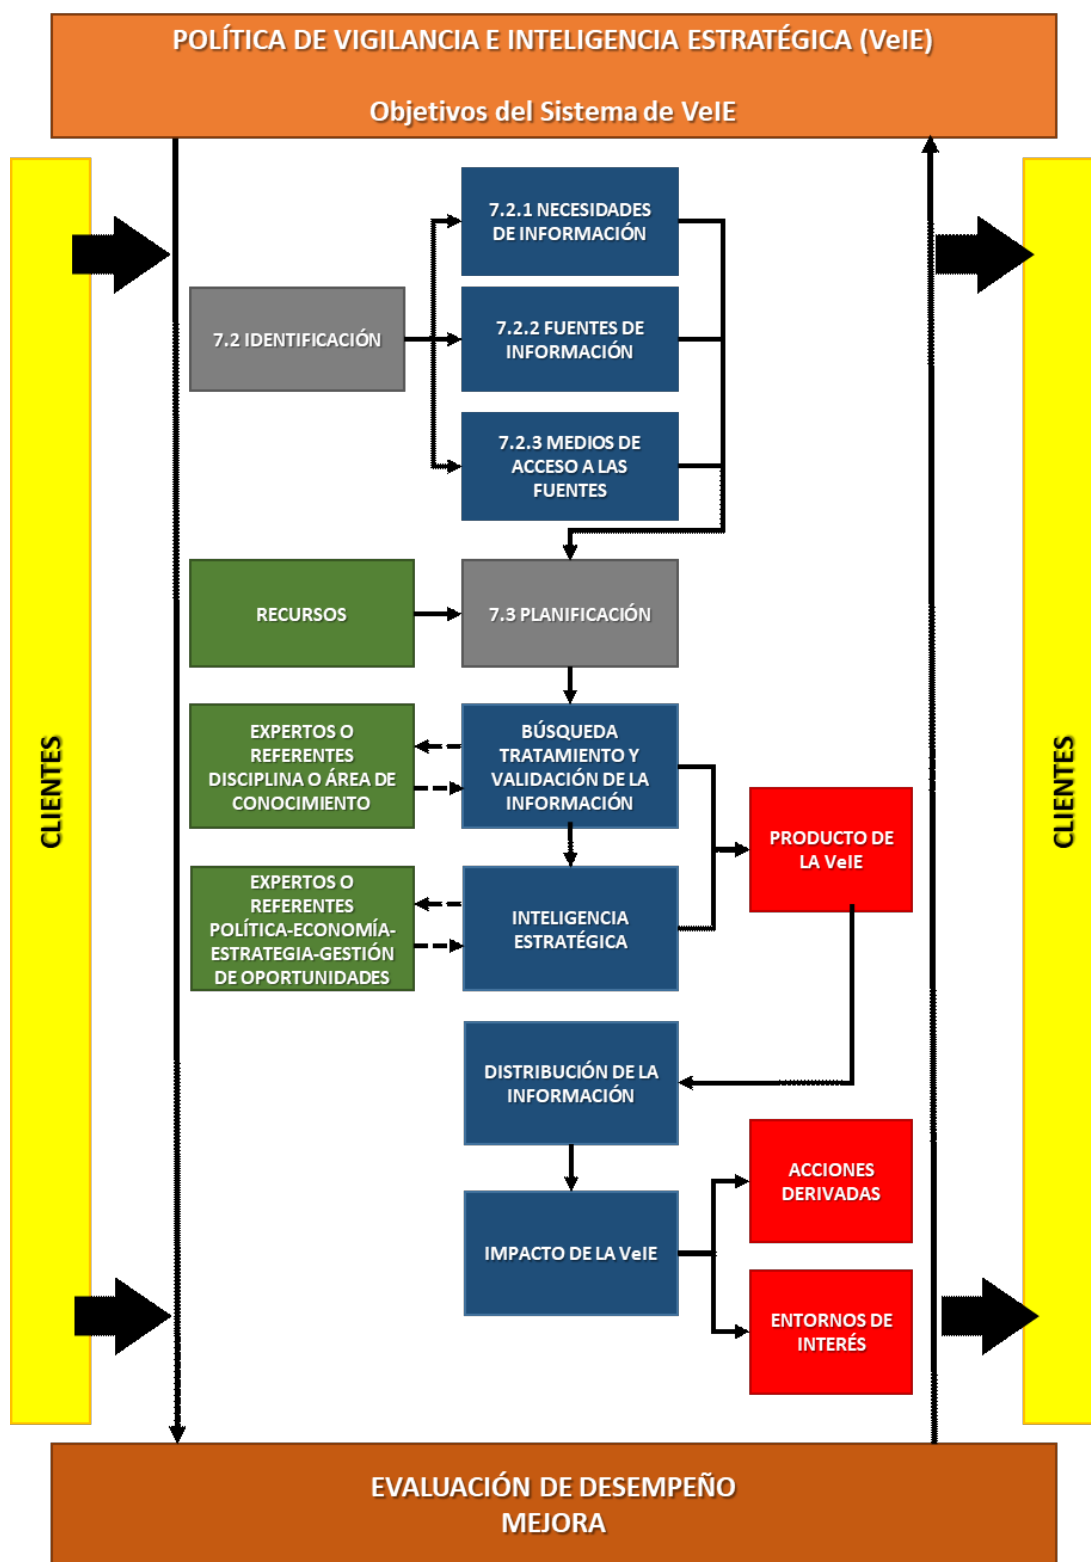 POLÍTICA DE VIGILANCIA E INTELIGENCIA ESTRATÉGICA (VeIE)
Objetivos del Sistema de VeIE
CLIENTES
7.2 IDENTIFICACIÓN
7.2.1 NECESIDADES
DE INFORMACIÓN
7.2.2 FUENTES DE
INFORMACIÓN
7.2.3 MEDIOS DE
ACCESO A LAS
FUENTES
RECURSOS
7.3 PLANIFICACIÓN
EXPERTOS O
REFERENTES
DISCIPLINA O ÁREA DE
CONOCIMIENTO
BÚSQUEDA
TRATAMIENTO Y
VALIDACIÓN DE LA
INFORMACIÓN
EXPERTOS O
REFERENTES
POLÍTICA-ECONOMÍA-
ESTRATEGIA-GESTIÓN
DE OPORTUNIDADES
INTELIGENCIA
ESTRATÉGICA
PRODUCTO DE
LA VeIE
DISTRIBUCIÓN DE LA
INFORMACIÓN
IMPACTO DE LA VeIE
ACCIONES
DERIVADAS
ENTORNOS DE
INTERÉS
CLIENTES
EVALUACIÓN DE DESEMPEÑO
MEJORA